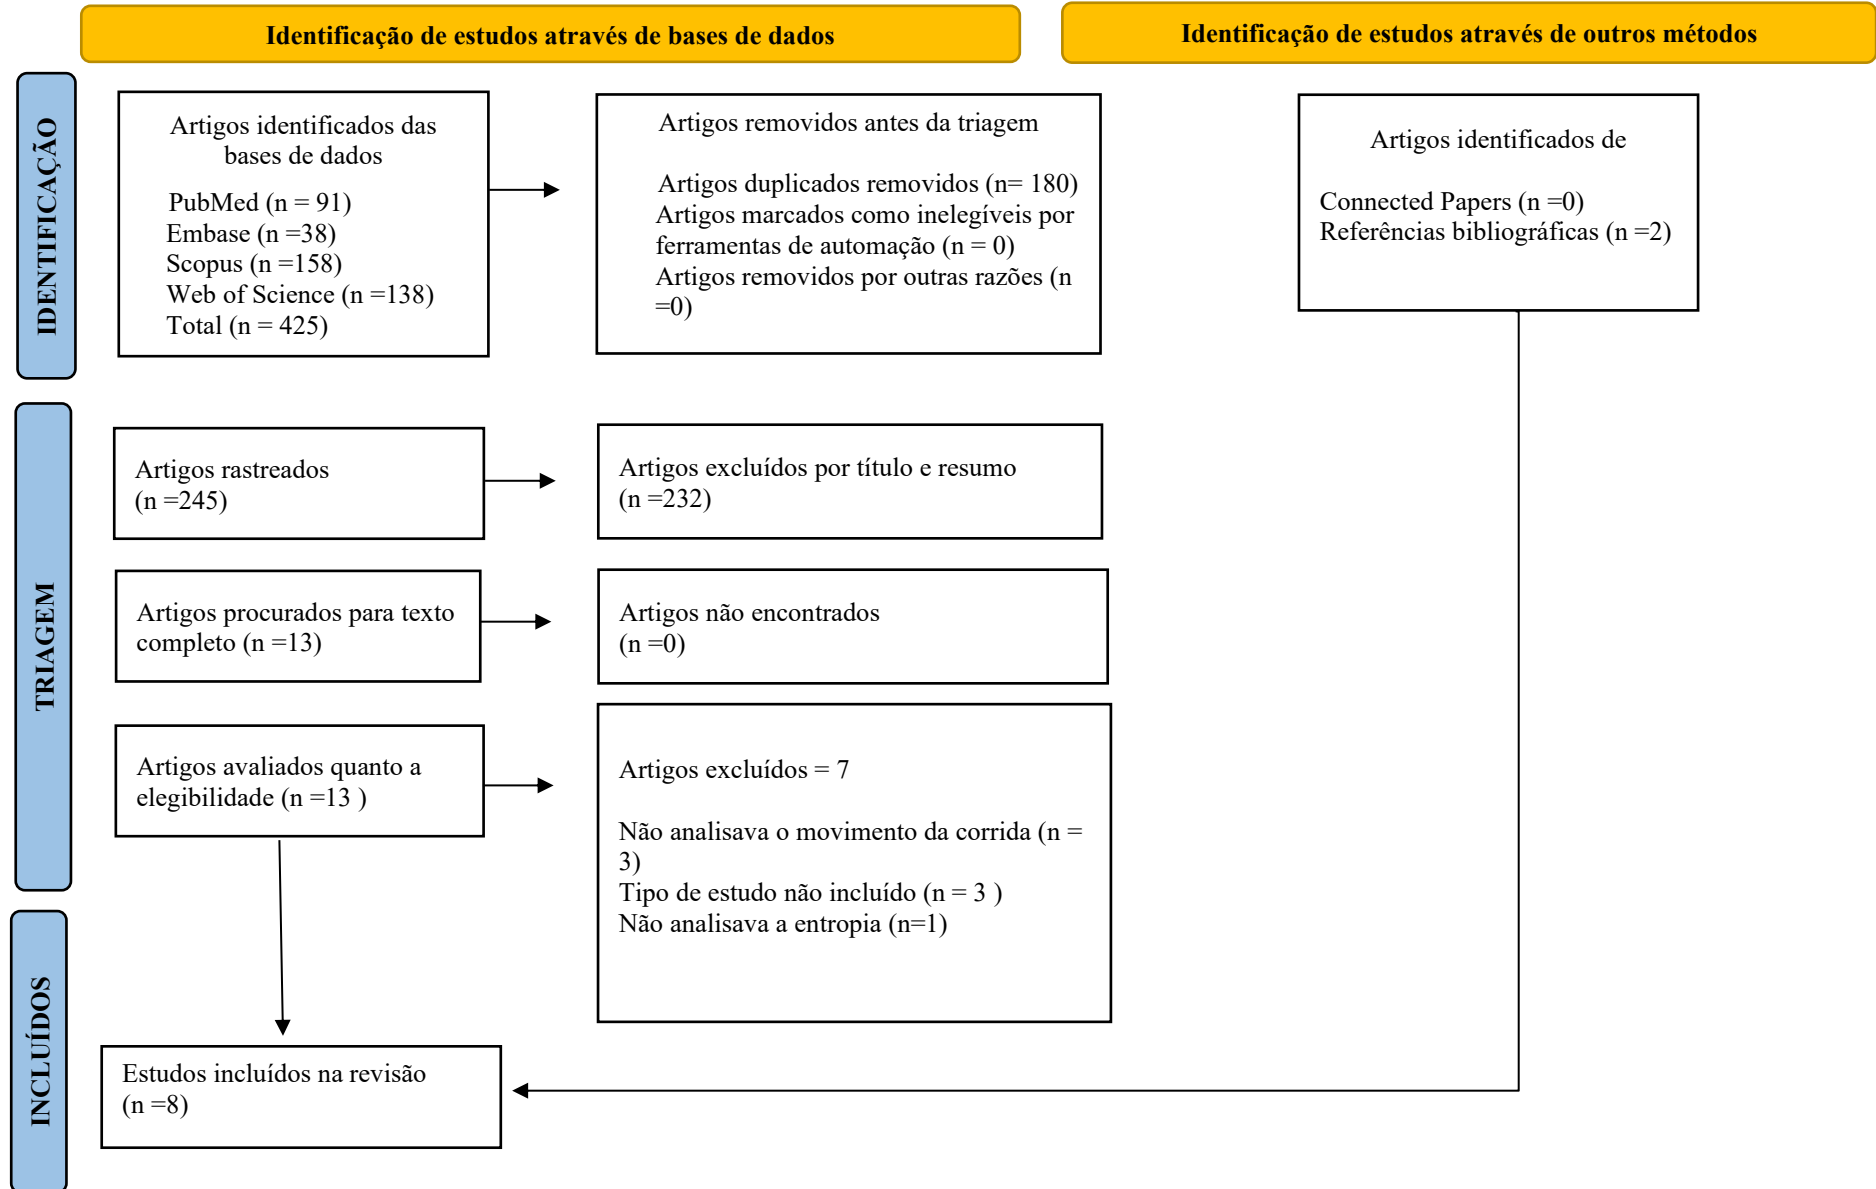 Identificação de estudos através de bases de dados
Identificação de estudos através de outros métodos
IDENTIFICAÇÃO
Artigos identificados das
bases de dados
PubMed (n = 91)
Embase (n =38)
Scopus (n =158)
Web of Science (n =138)
Total (n = 425)
Artigos removidos antes da triagem
Artigos duplicados removidos (n= 180)
Artigos marcados como inelegíveis por
ferramentas de automação (n = 0)
Artigos removidos por outras razões (n
=0)
Artigos identificados de
Connected Papers (n =0)
Referências bibliográficas (n =2)
TRIAGEM
Artigos rastreados
(n =245)
Artigos excluídos por título e resumo
(n =232)
Artigos procurados para texto
completo (n =13)
Artigos não encontrados
(n =0)
Artigos avaliados quanto a
elegibilidade (n =13 )
Artigos excluídos = 7
Não analisava o movimento da corrida (n =
3)
Tipo de estudo não incluído (n = 3 )
Não analisava a entropia (n=1)
INCLUÍDOS
Estudos incluídos na revisão
(n =8)